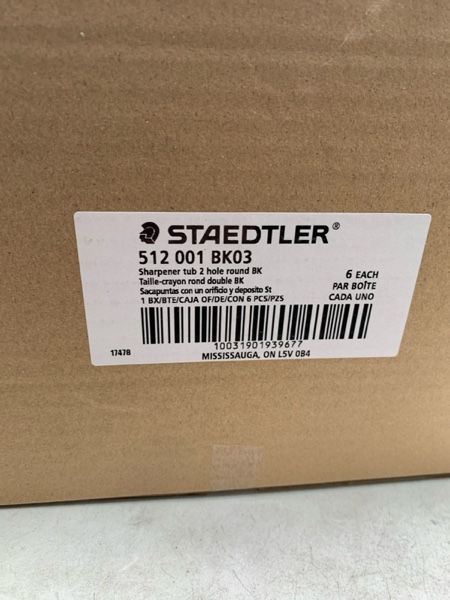 STAEDTLER®
512 001 BK03
Sharpener tub 2 hole round BK
Taille-crayon rond double BK
Sacapuntas con un orificio y deposito St
1 BX/BTE/CAJA OF/DE/CON 6 PCS/PZS
6 EACH
PAR BOÎTE
CADA UNO
10031901939677
17478
MISSISSAUGA, ON L5V 0B4